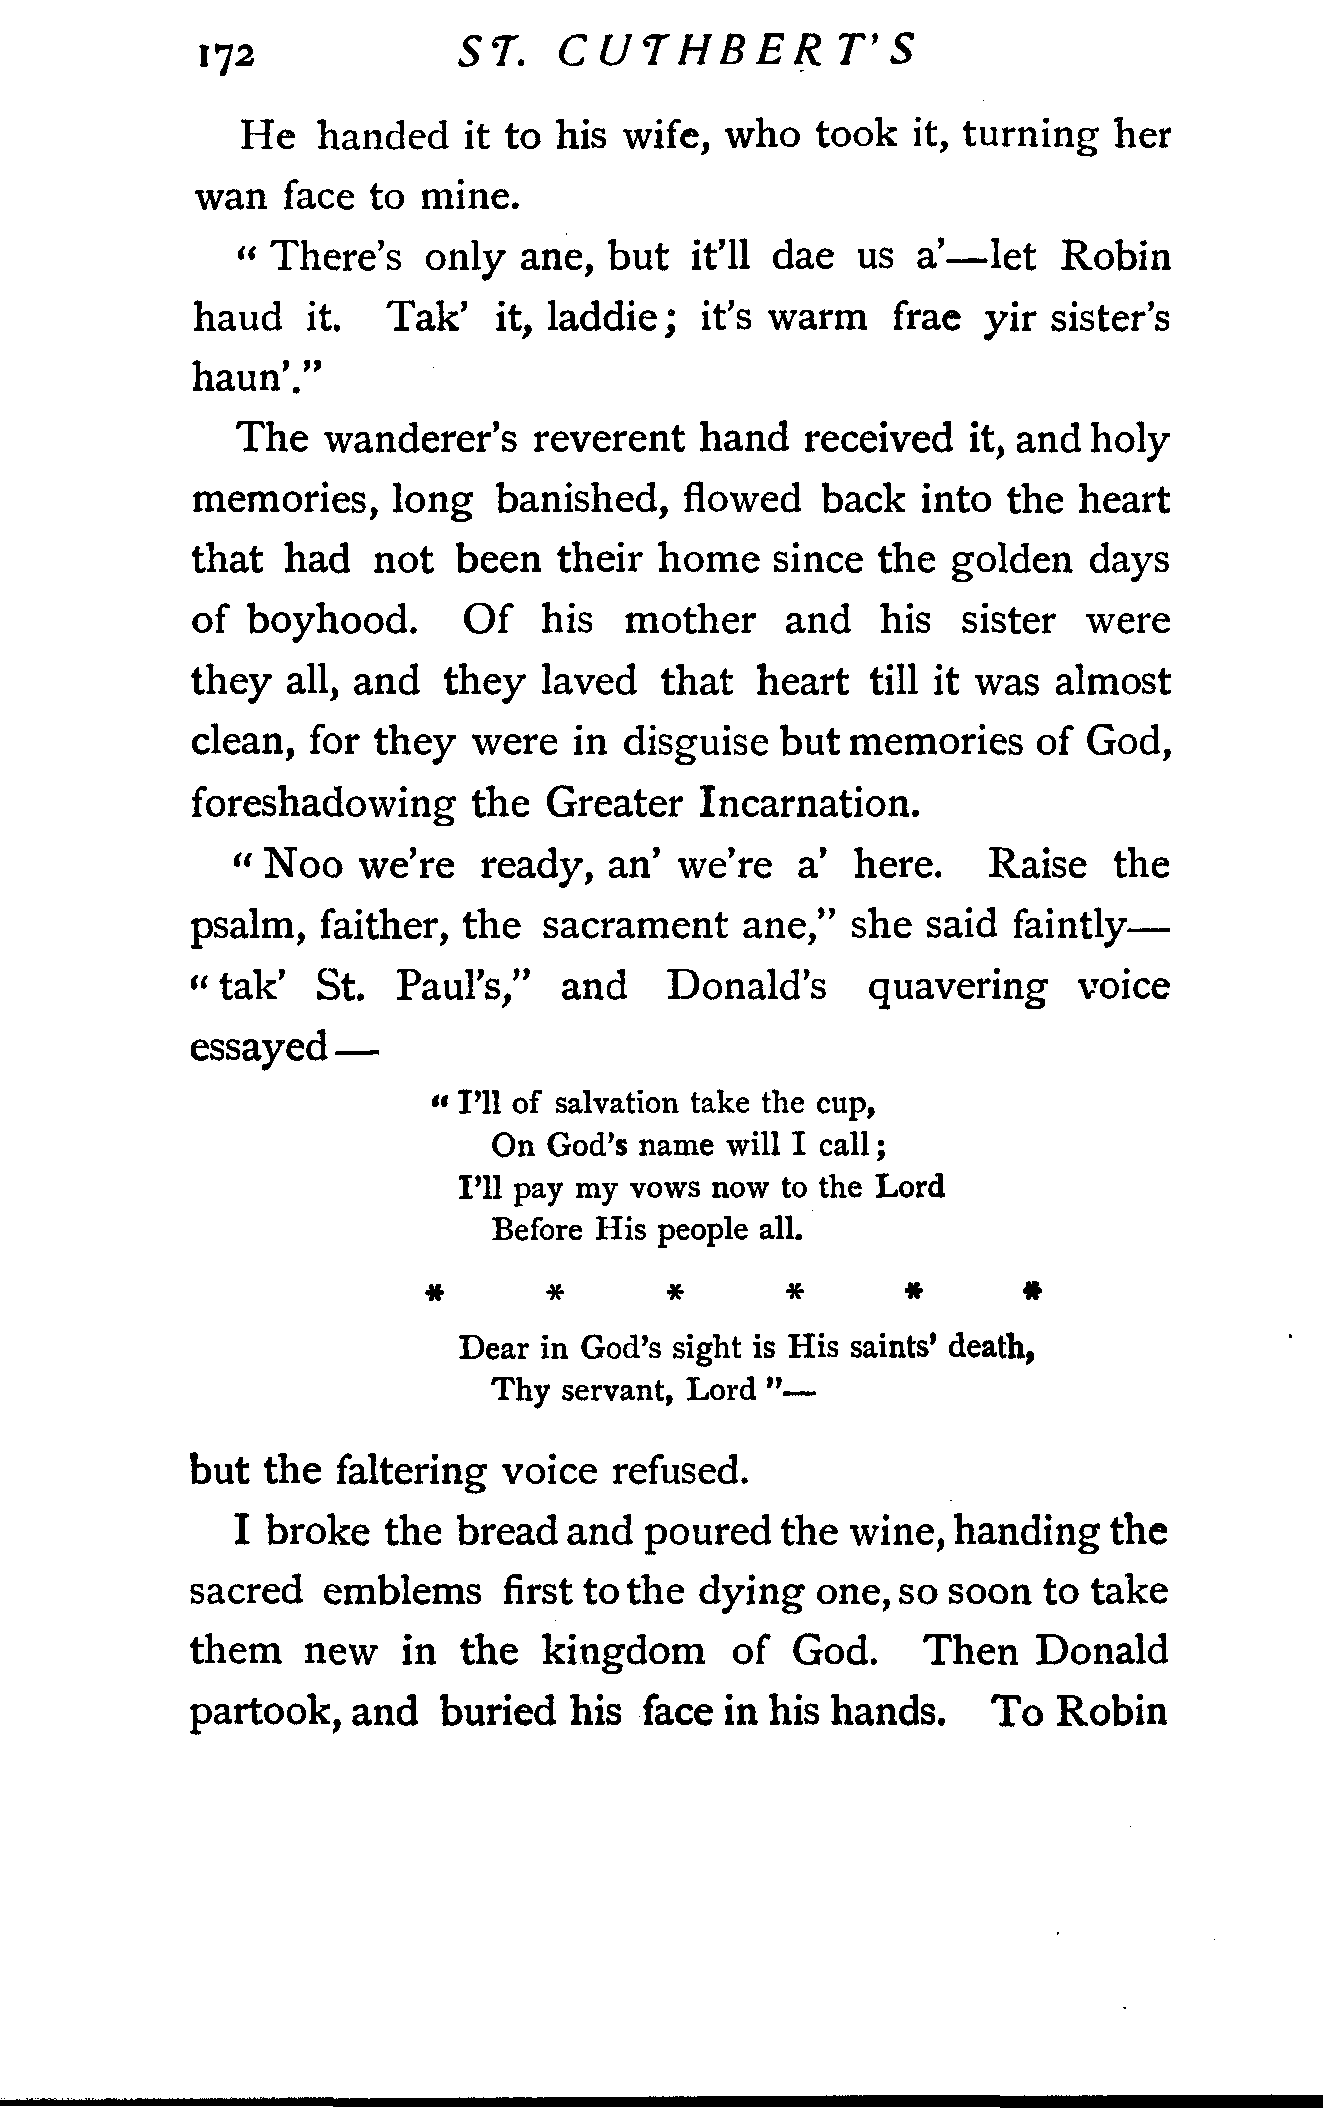 172 ST. CUTHBERT'S
He handed it to his wife, who took it, turning her
wan face to mine.
" There's only ane, but it'll dae us a'—let Robin
haud it. Tak' it, laddie; it's warm frae yir sister's
haun'."
The wanderer's reverent hand received it, and holy
memories, long banished, flowed back into the heart
that had not been their home since the golden days
of boyhood. Of his mother and his sister were
they all, and they laved that heart till it was almost
clean, for they were in disguise but memories of God,
foreshadowing the Greater Incarnation.
" Noo we're ready, an' we're a' here. Raise the
psalm, faither, the sacrament ane," she said faintly—
" tak' St. Paul's," and Donald's quavering voice
essayed—
" I'll of salvation take the cup,
On God's name will I call;
I'll pay my vows now to the Lord
Before His people all.
* * * * * *
Dear in God's sight is His saints' death,
Thy servant, Lord "—
but the faltering voice refused.
I broke the bread and poured the wine, handing the
sacred emblems first to the dying one, so soon to take
them new in the kingdom of God. Then Donald
partook, and buried his face in his hands. To Robin